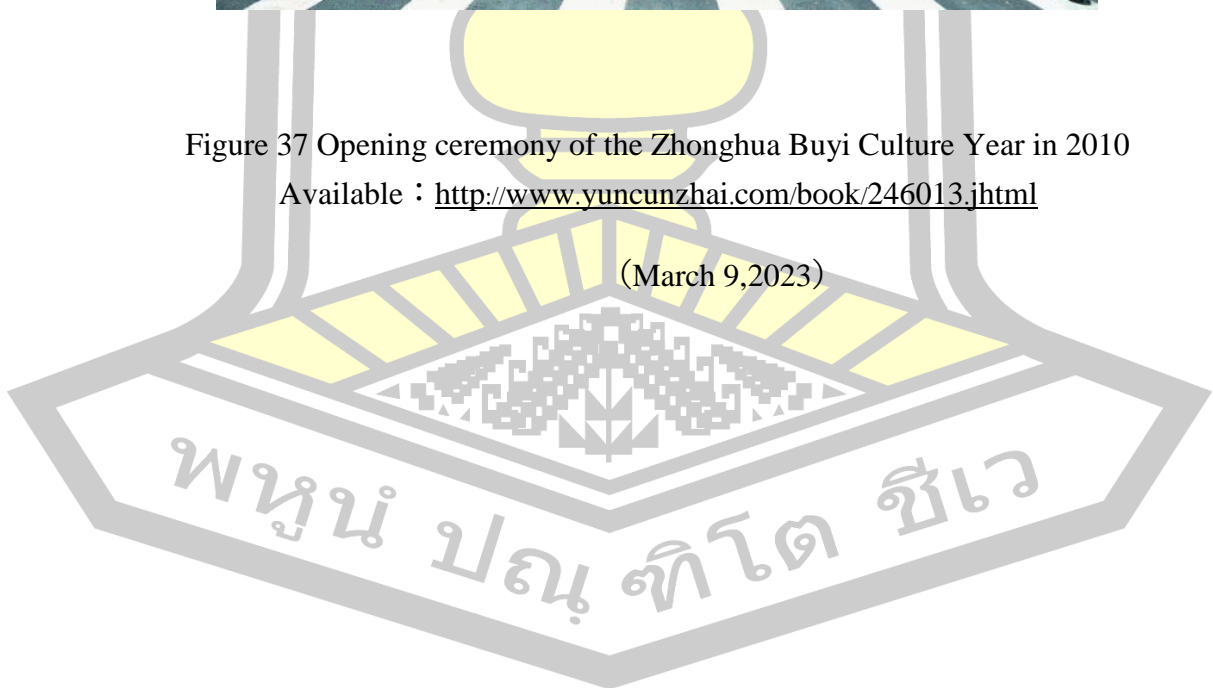 Figure 37 Opening ceremony of the Zhonghua Buyi Culture Year in 2010
Available：http://www.yuncunzhai.com/book/246013.jhtml
（March 9,2023）
พหูนํ ปณฺฑิโต ชีเว